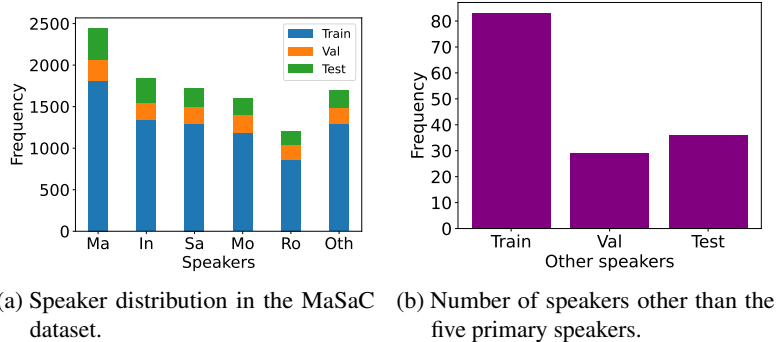 2500
2000
1500
1000
500
0
Frequency
Train
Val
Test
Ma In Sa Mo Ro Oth
Speakers
80
70
60
50
40
30
20
10
0
Frequency
Train Val Test
Other speakers
(a) Speaker distribution in the MaSaC
dataset.
(b) Number of speakers other than the
five primary speakers.